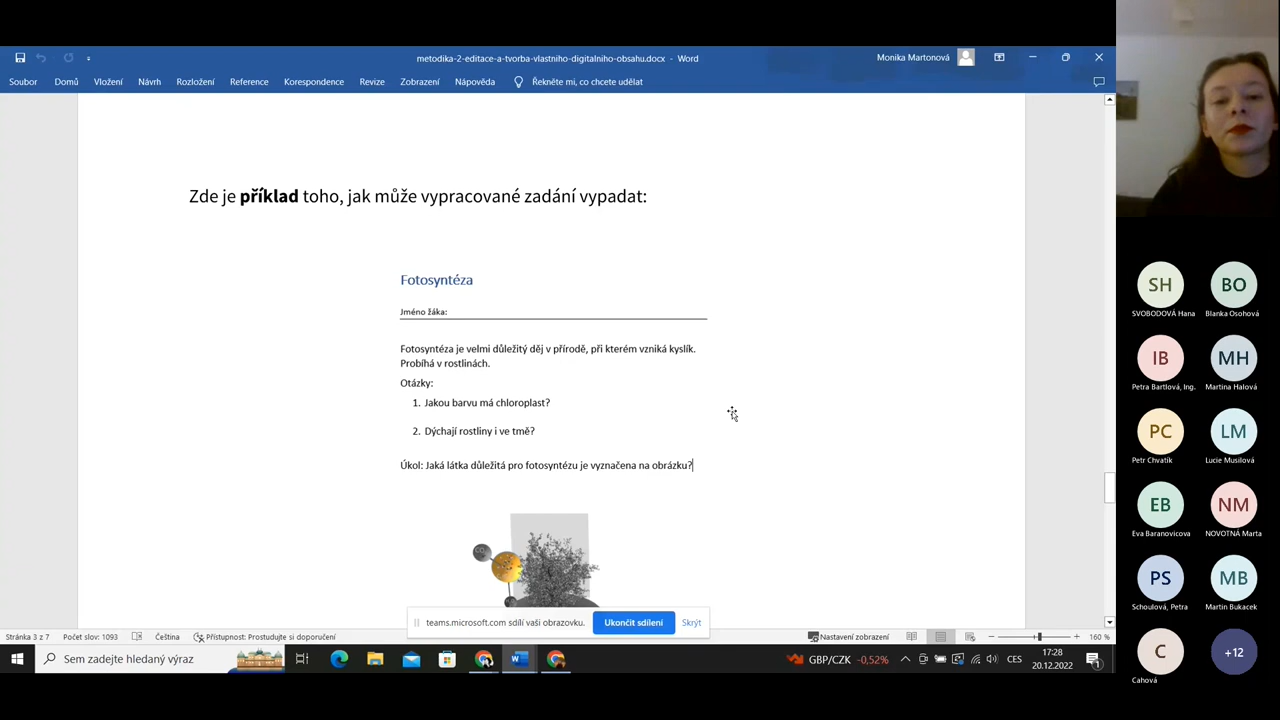 metodika-2-editace-a-tvorba-vlastniho-digitalniho-obsahu.docx - Word
Monika Martonová
Soubor Domů Vložení Návrh Rozložení Reference Korespondence Revize Zobrazení Nápověda Řekněte mi, co chcete udělat
Zde je příklad toho, jak může vypracované zadání vypadat:
Fotosyntéza
Jméno žáka:
Fotosyntéza je velmi důležitý děj v přírodě, při kterém vzniká kyslík.
Probíhá v rostlinách.
Otázky:
1. Jakou barvu má chloroplast?
2. Dýchají rostliny i ve tmě?
Úkol: Jaká látka důležitá pro fotosyntézu je vyznačena na obrázku?
teams.microsoft.com sdílí vaši obrazovku. Ukončit sdílení Skrýt
Stránka 3 z 7 Počet slov: 1093 Čeština Přístupnost: Prostudujte si doporučení Nastavení zobrazení 160 %
Sem zadejte hledaný výraz
GBP/CZK -0,52% CES 17:28
20.12.2022
1
SH BO
SVOBODOVÁ Hana Blanka Osohová
IB MH
Petra Bartlová, Ing. Martina Halová
PC LM
Petr Chvatík Lucie Musilová
EB NM
Eva Baranovicova NOVOTNÁ Marta
PS MB
Schoulová, Petra Martin Bukacek
C +12
Cahová